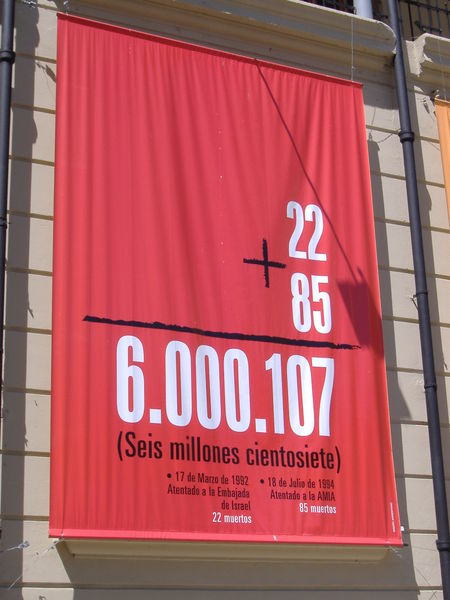 22
+ 85
6.000.107
(Seis millones cientosiete)
• 17 de Marzo de 1992
Atentado a la Embajada
de Israel
22 muertos
• 18 de Julio de 1994
Atentado a la AMIA
85 muertos